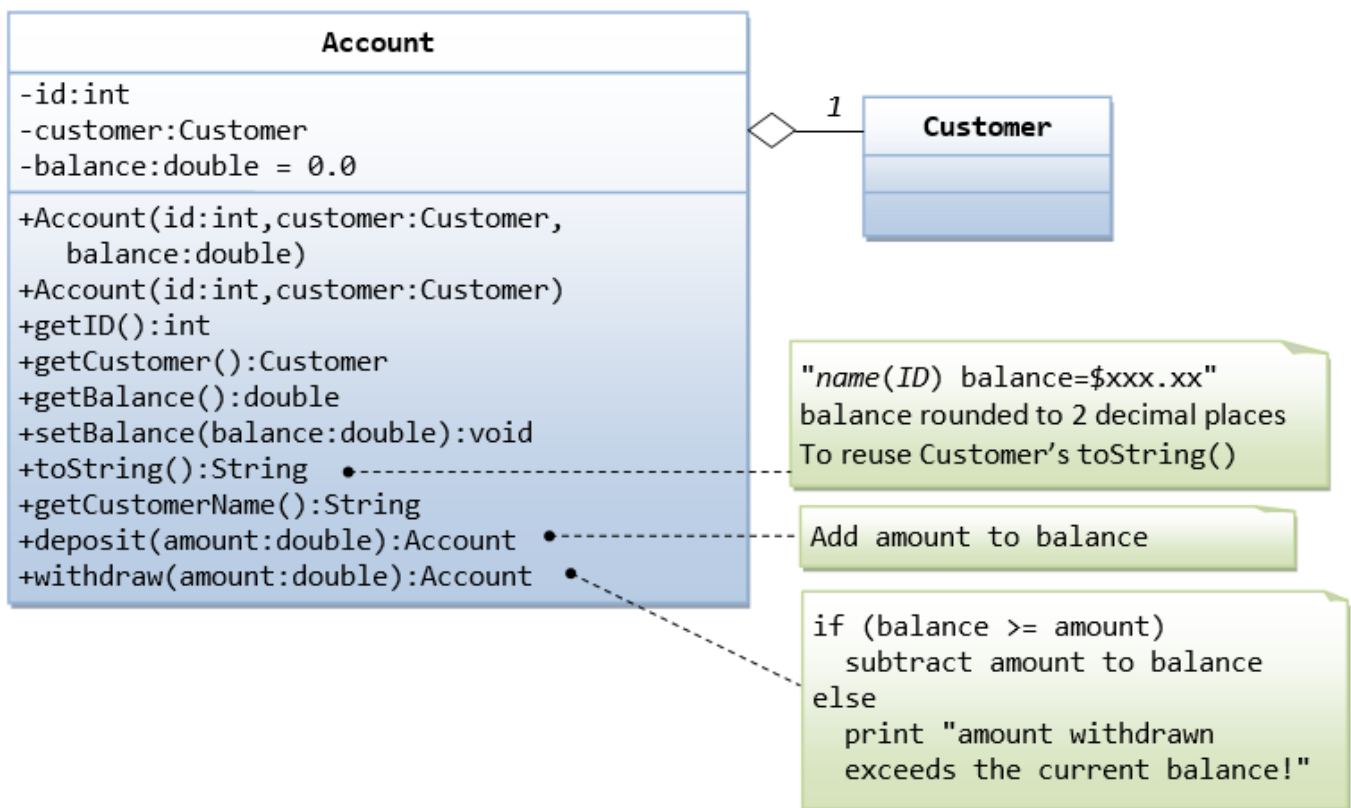 Account
-id:int
-customer:Customer
-balance:double = 0.0
+Account(id:int,customer:Customer,
balance:double)
+Account(id:int,customer:Customer)
+getID():int
+getCustomer():Customer
+getBalance():double
+setBalance(balance:double):void
+toString():String
+getCustomerName():String
+deposit(amount:double):Account
+withdraw(amount:double):Account
1
Customer
"name(ID) balance=$xxx.xx"
balance rounded to 2 decimal places
To reuse Customer’s toString()
Add amount to balance
if (balance >= amount)
subtract amount to balance
else
print "amount withdrawn
exceeds the current balance!"